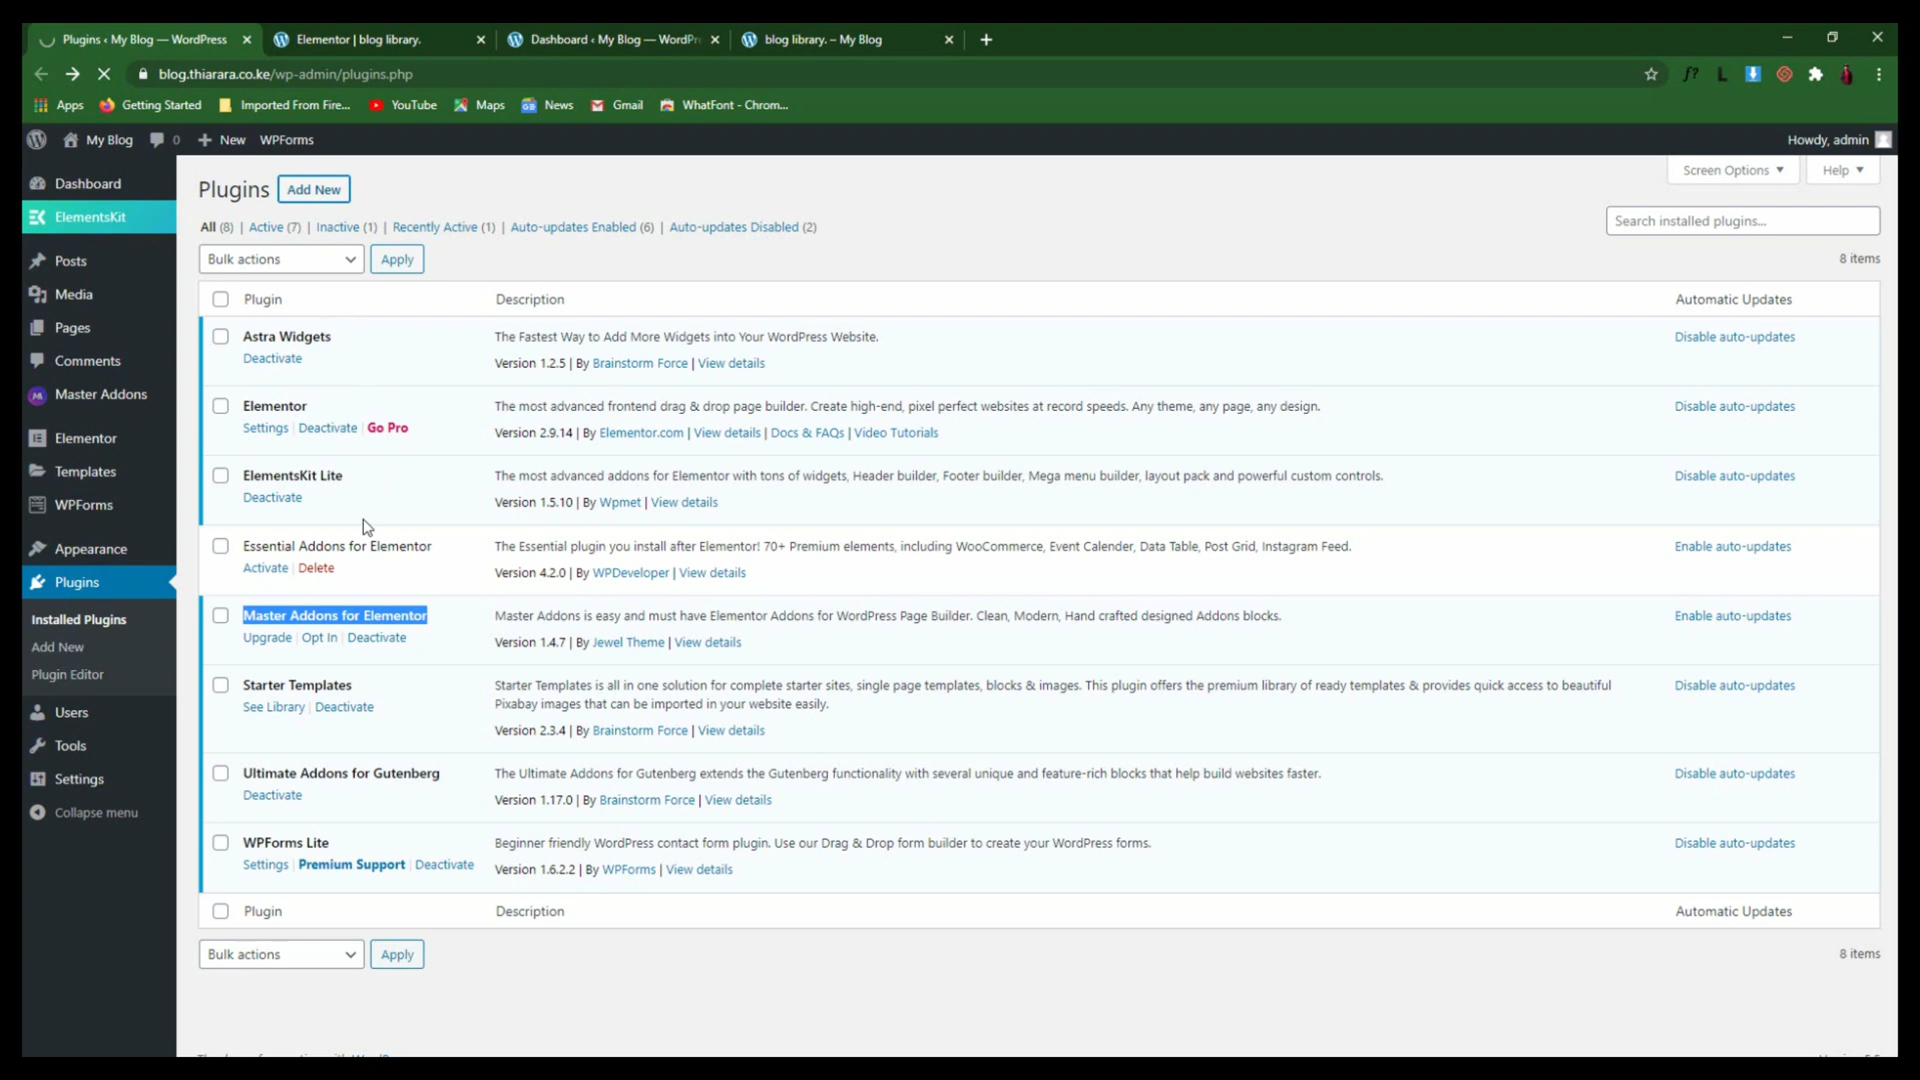 Plugins ‹ My Blog — WordPress
Elementor | blog library.
Dashboard ‹ My Blog — WordPr
blog library. – My Blog
blog.thiarara.co.ke/wp-admin/plugins.php
Apps
Getting Started
Imported From Fire...
YouTube
Maps
News
Gmail
WhatFont - Chrom...
My Blog
0
New
WPForms
Howdy, admin
Dashboard
ElementsKit
Posts
Media
Pages
Comments
Master Addons
Elementor
Templates
WPForms
Appearance
Plugins
Installed Plugins
Add New
Plugin Editor
Users
Tools
Settings
Collapse menu
Plugins Add New
Screen Options
Help
All (8) | Active (7) | Inactive (1) | Recently Active (1) | Auto-updates Enabled (6) | Auto-updates Disabled (2)
Search installed plugins...
Bulk actions
Apply
8 items
Plugin Description Automatic Updates
Astra Widgets
Deactivate
The Fastest Way to Add More Widgets into Your WordPress Website.
Version 1.2.5 | By Brainstorm Force | View details
Disable auto-updates
Elementor
Settings | Deactivate | Go Pro
The most advanced frontend drag & drop page builder. Create high-end, pixel perfect websites at record speeds. Any theme, any page, any design.
Version 2.9.14 | By Elementor.com | View details | Docs & FAQs | Video Tutorials
Disable auto-updates
ElementsKit Lite
Deactivate
The most advanced addons for Elementor with tons of widgets, Header builder, Footer builder, Mega menu builder, layout pack and powerful custom controls.
Version 1.5.10 | By Wpmet | View details
Disable auto-updates
Essential Addons for Elementor
Activate | Delete
The Essential plugin you install after Elementor! 70+ Premium elements, including WooCommerce, Event Calender, Data Table, Post Grid, Instagram Feed.
Version 4.2.0 | By WPDeveloper | View details
Enable auto-updates
Master Addons for Elementor
Upgrade | Opt In | Deactivate
Master Addons is easy and must have Elementor Addons for WordPress Page Builder. Clean, Modern, Hand crafted designed Addons blocks.
Version 1.4.7 | By Jewel Theme | View details
Enable auto-updates
Starter Templates
See Library | Deactivate
Starter Templates is all in one solution for complete starter sites, single page templates, blocks & images. This plugin offers the premium library of ready templates & provides quick access to beautiful
Pixabay images that can be imported in your website easily.
Version 2.3.4 | By Brainstorm Force | View details
Disable auto-updates
Ultimate Addons for Gutenberg
Deactivate
The Ultimate Addons for Gutenberg extends the Gutenberg functionality with several unique and feature-rich blocks that help build websites faster.
Version 1.17.0 | By Brainstorm Force | View details
Disable auto-updates
WPForms Lite
Settings | Premium Support | Deactivate
Beginner friendly WordPress contact form plugin. Use our Drag & Drop form builder to create your WordPress forms.
Version 1.6.2.2 | By WPForms | View details
Disable auto-updates
Plugin Description Automatic Updates
Bulk actions
Apply
8 items